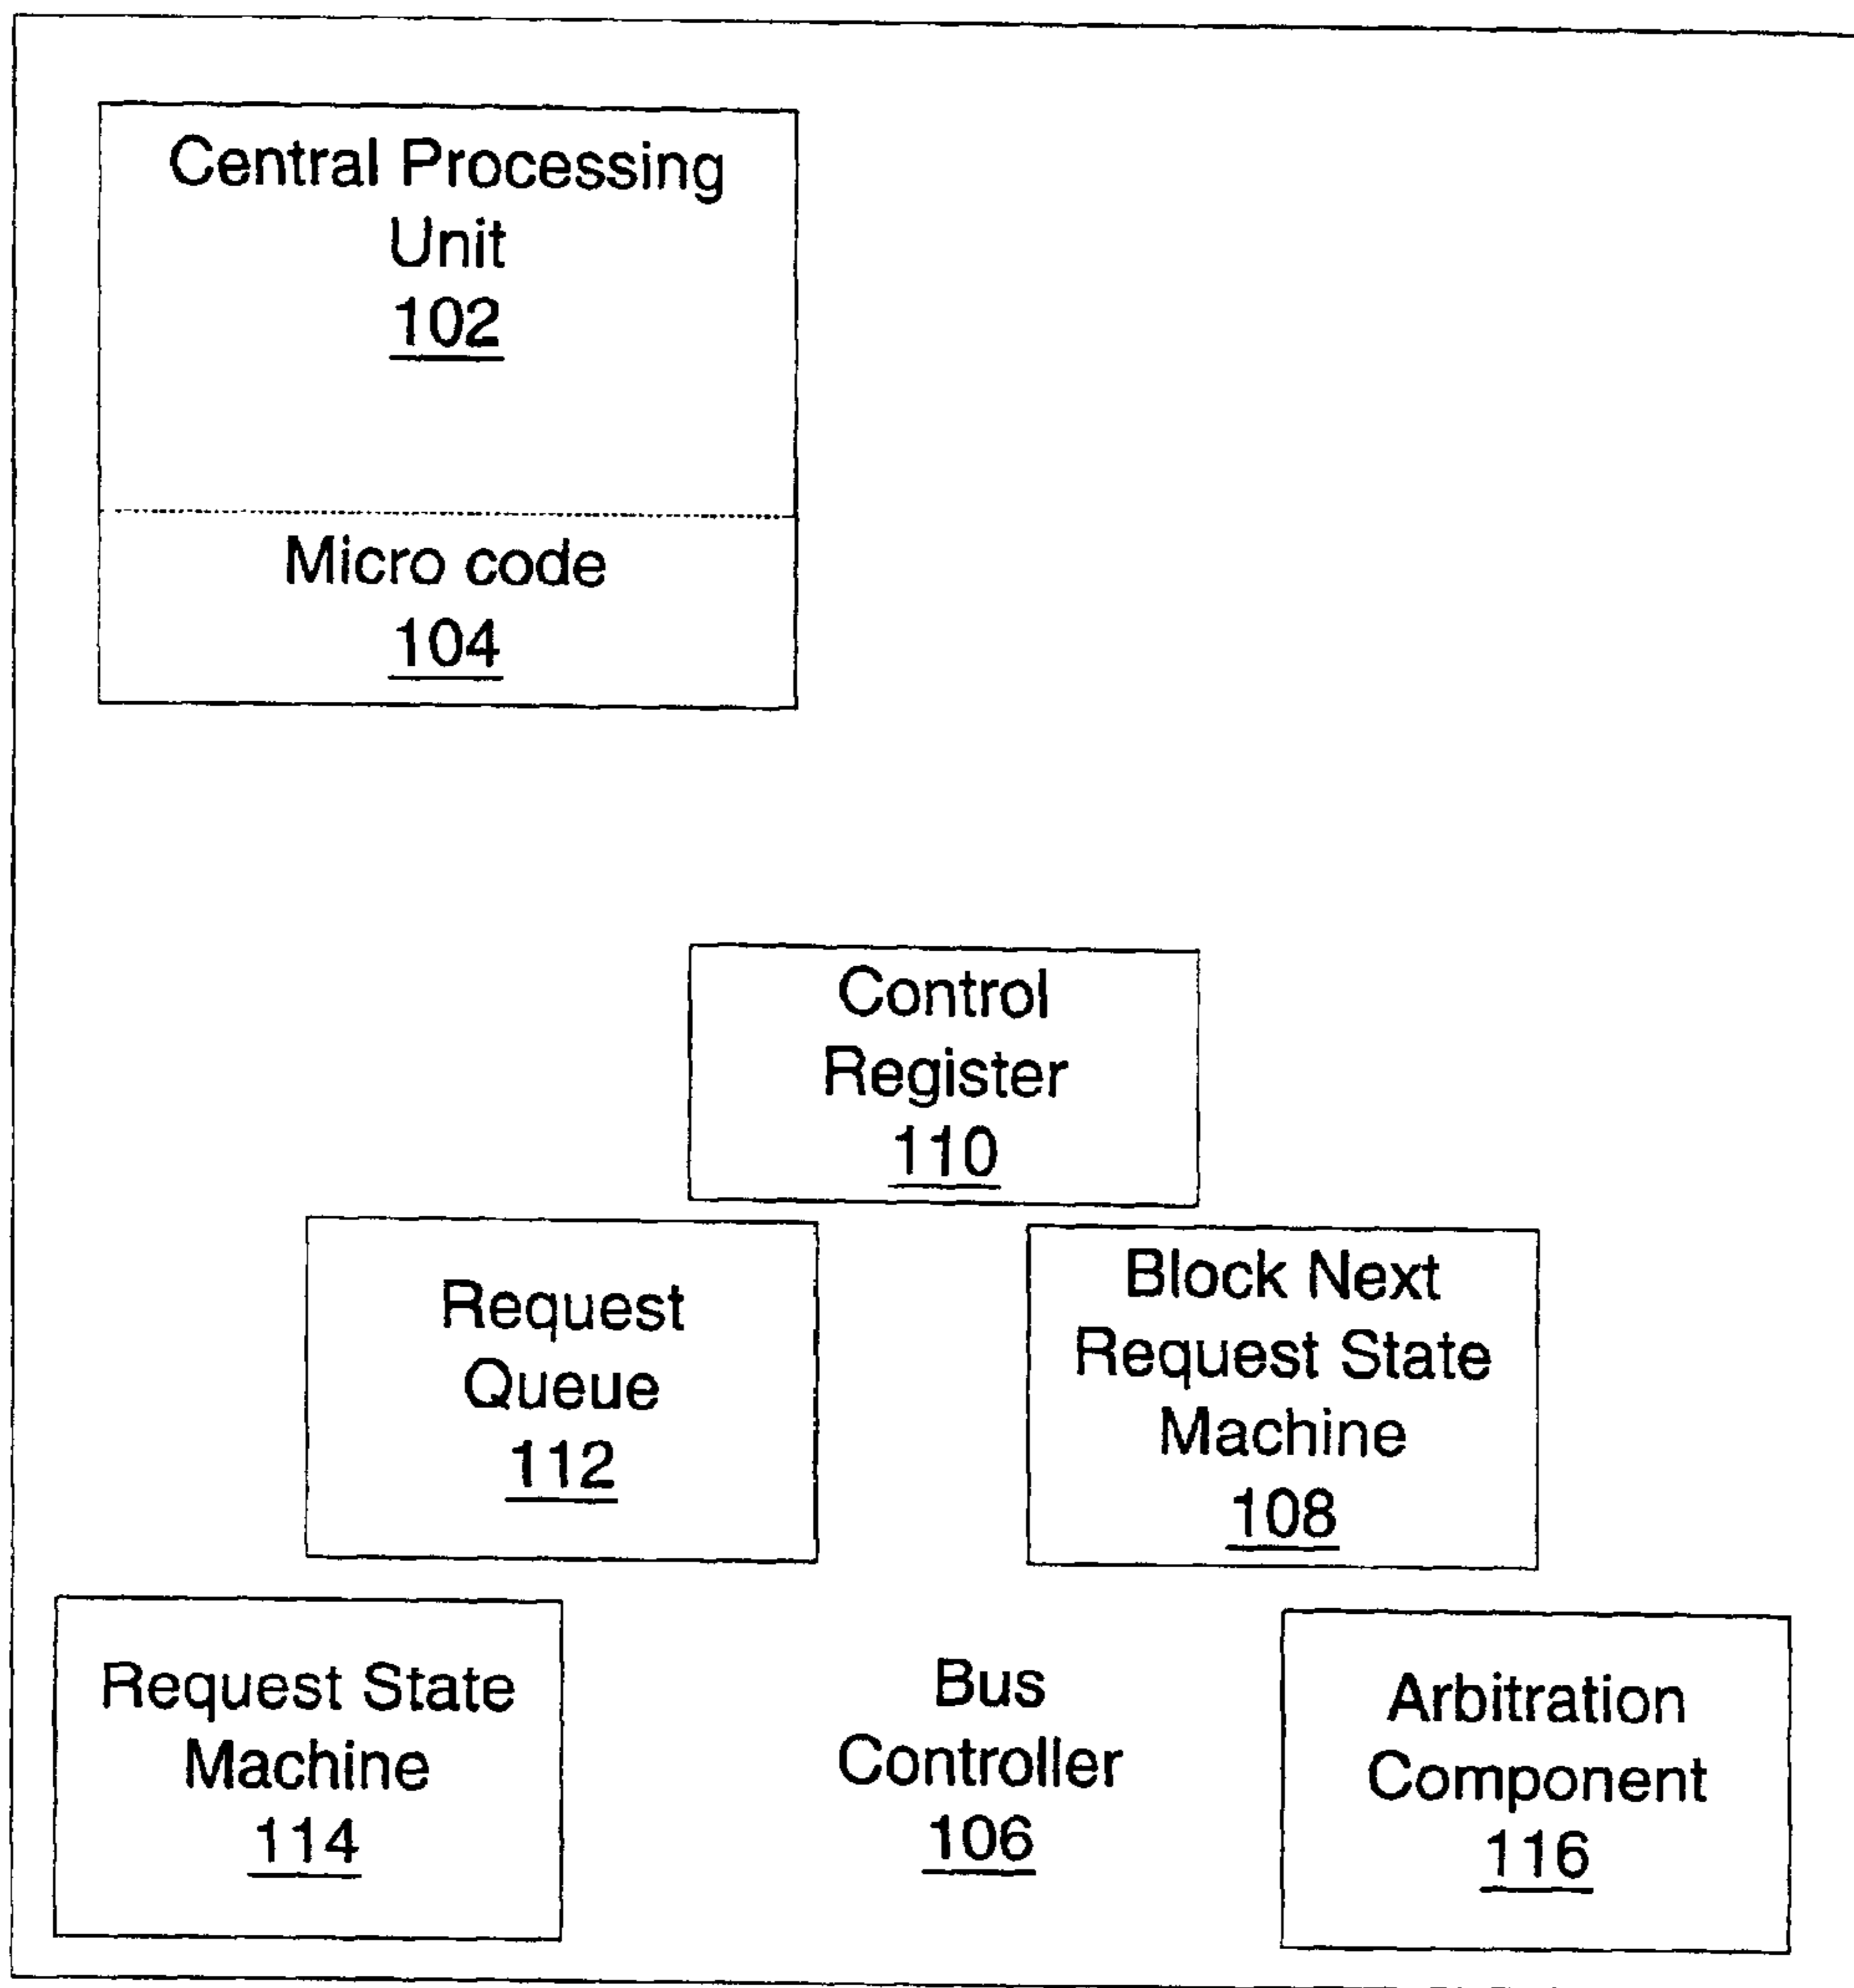 Central Processing
Unit
102
Micro code
104
Control
Register
110
Request
Queue
112
Block Next
Request State
Machine
108
Request State
Machine
114
Bus
Controller
106
Arbitration
Component
116